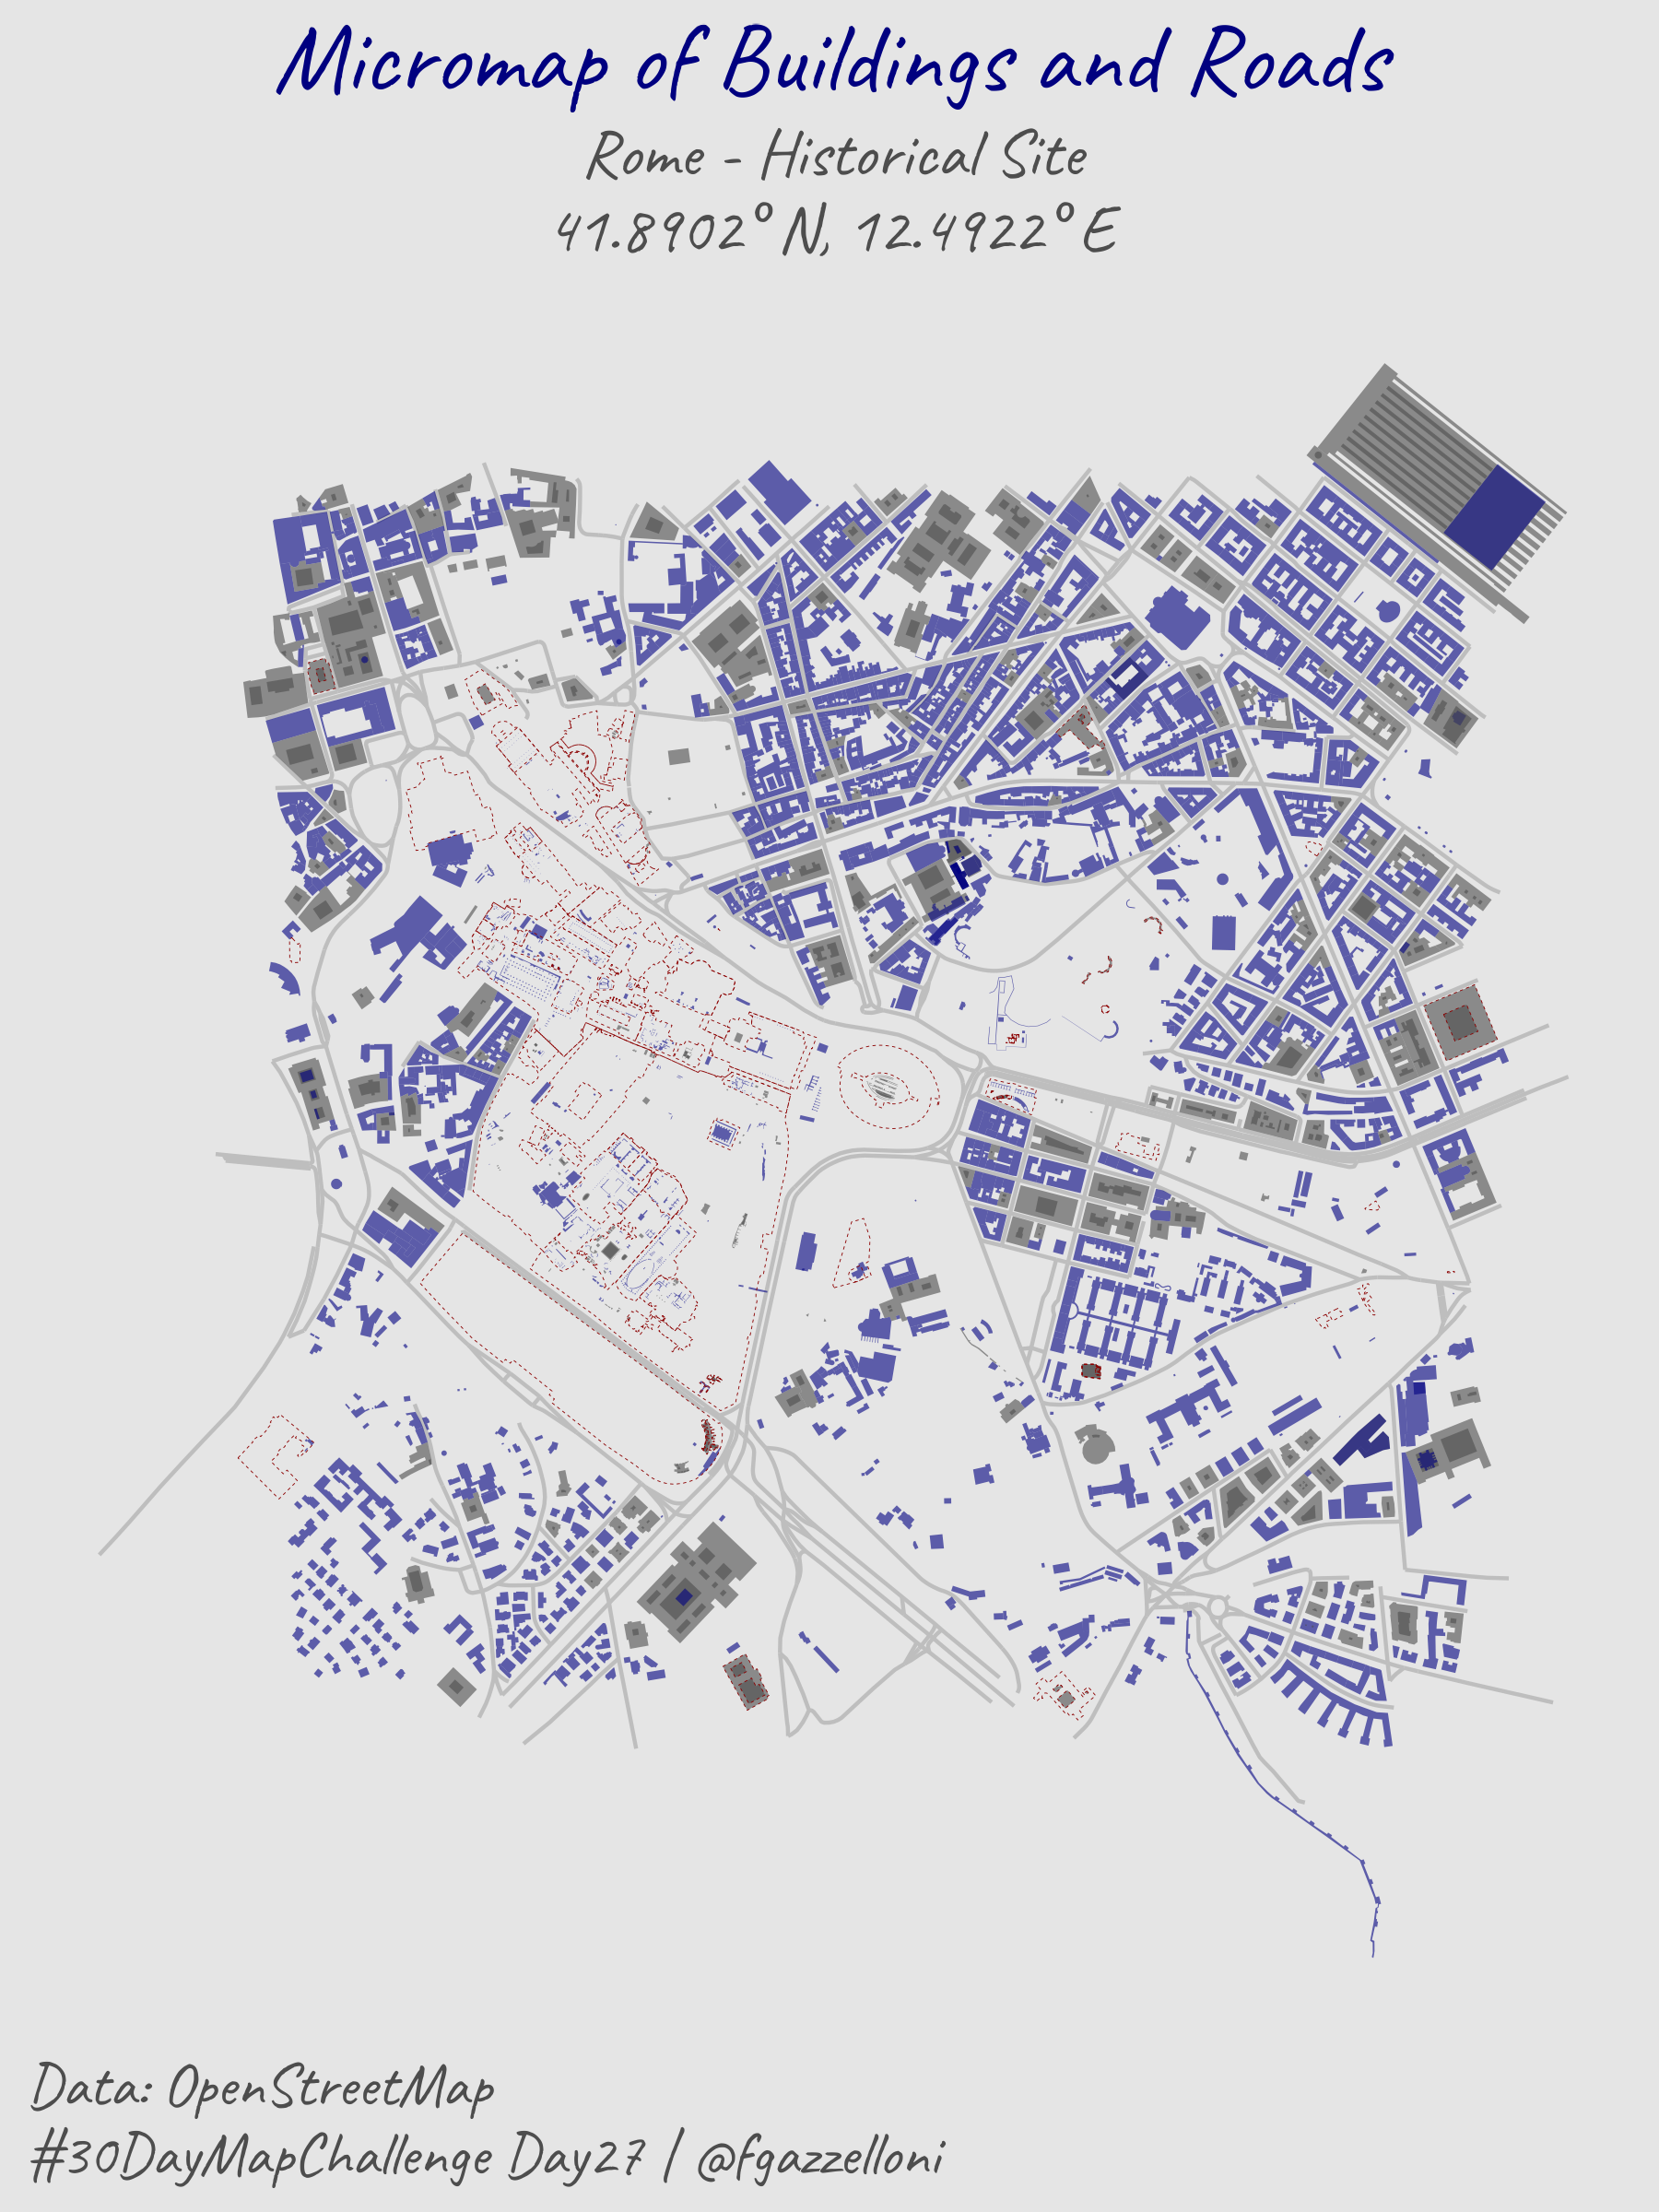 Micromap of Buildings and Roads
Rome - Historical Site
41.8902° N, 12.4922° E
Data: OpenStreetMap
#30DayMapChallenge Day27 | @fgazzelloni